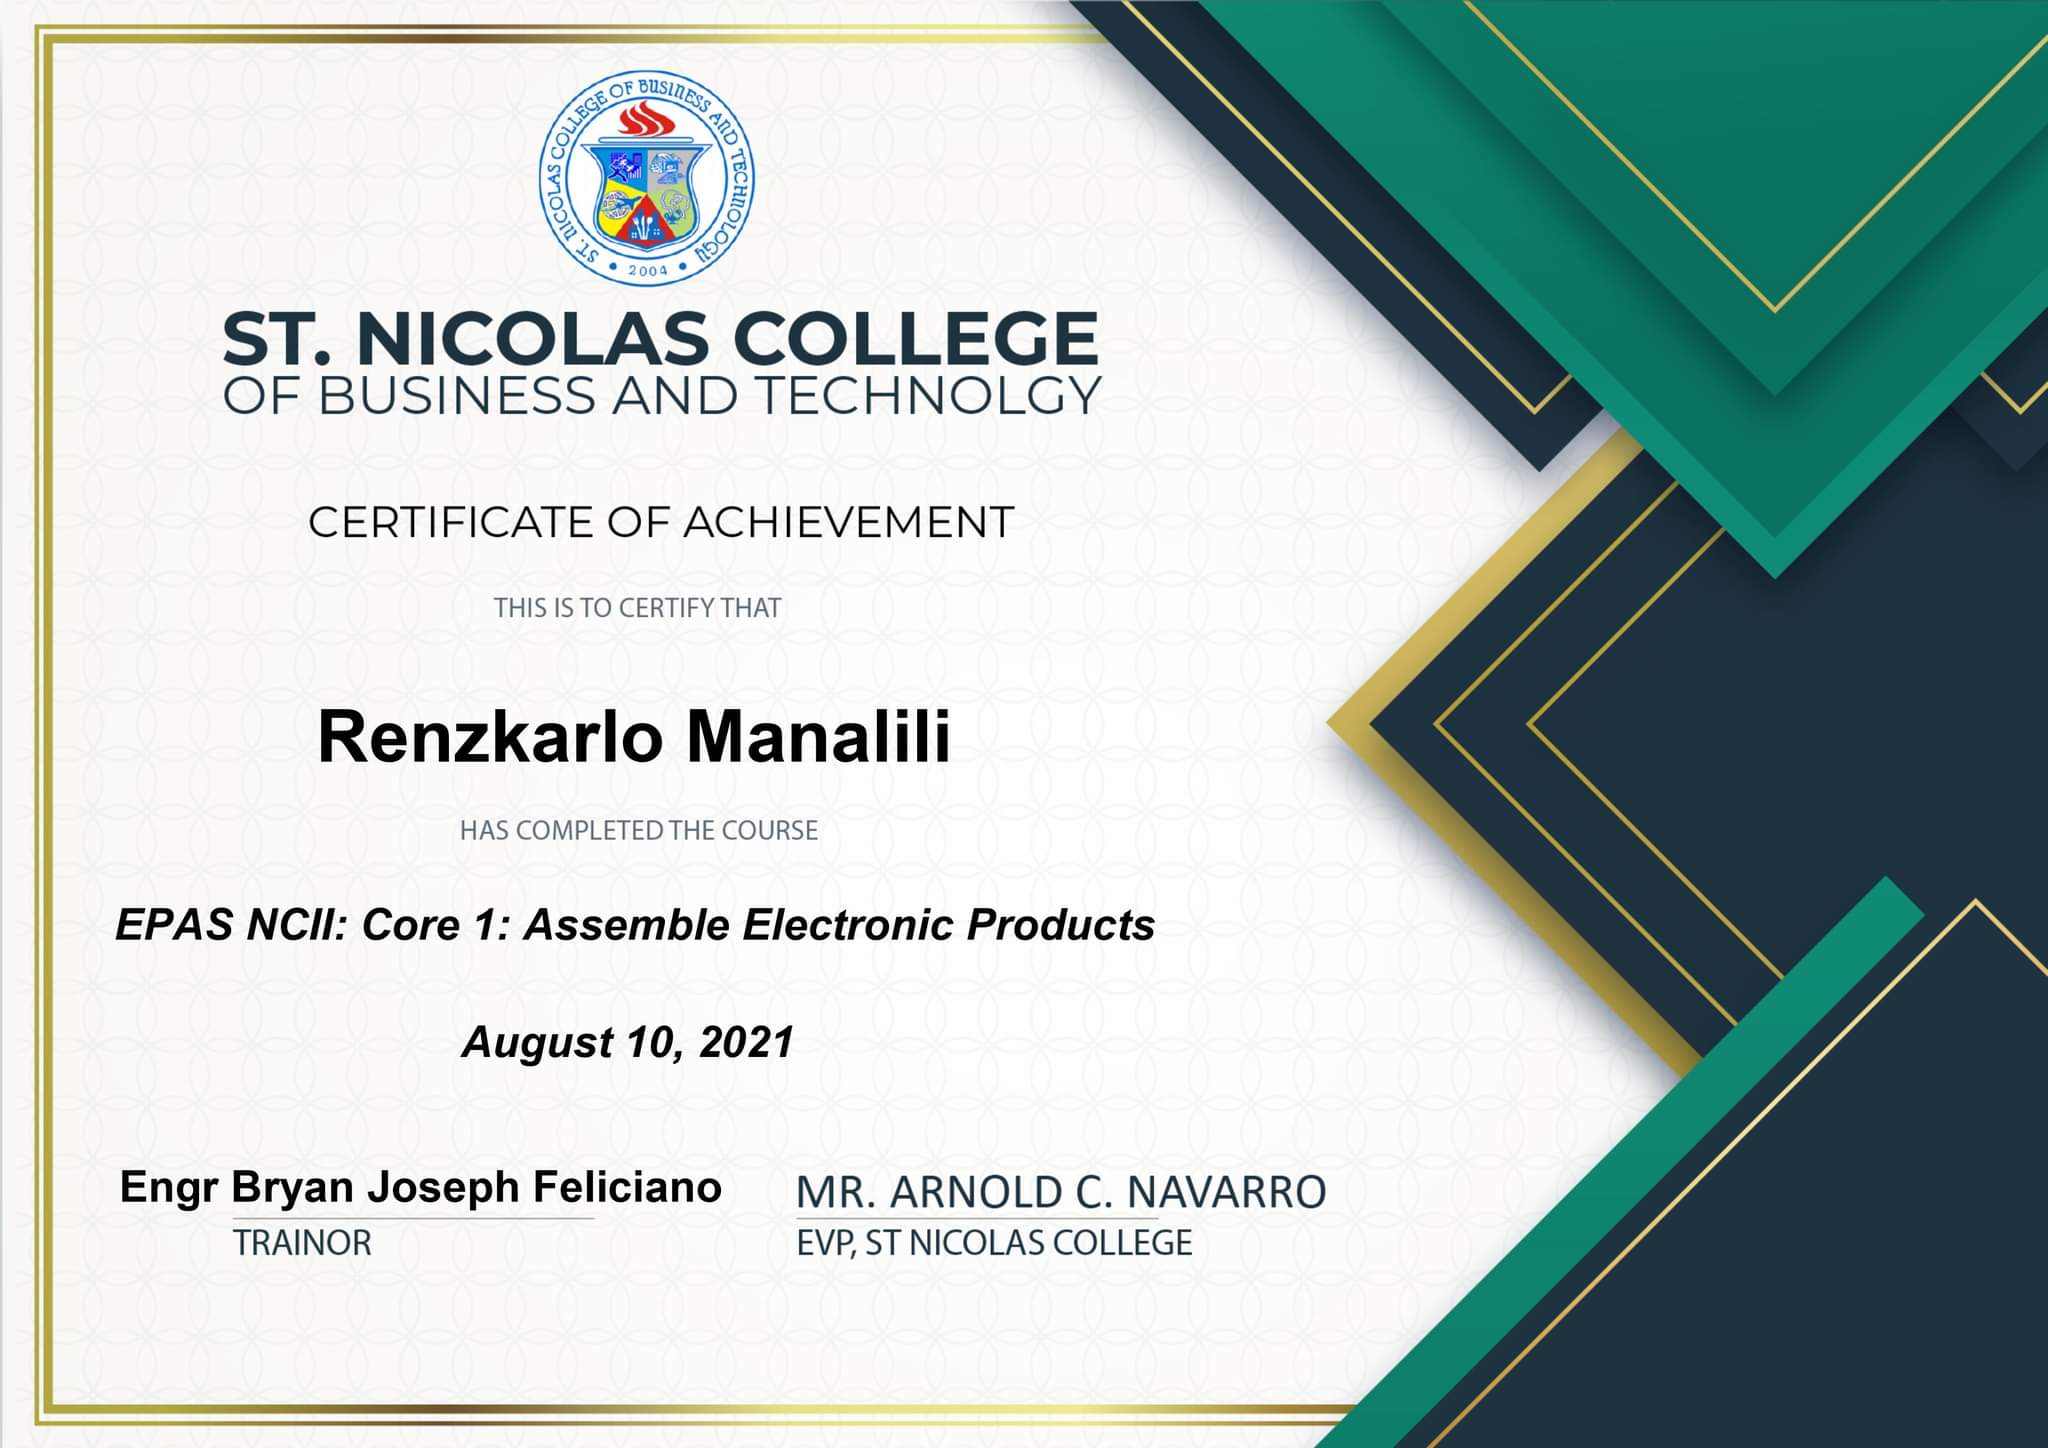 ST. NICOLAS COLLEGE OF BUSINESS AND TECHNOLOGY
• 2004 •
ST. NICOLAS COLLEGE
OF BUSINESS AND TECHNOLGY
CERTIFICATE OF ACHIEVEMENT
THIS IS TO CERTIFY THAT
Renzkarlo Manalili
HAS COMPLETED THE COURSE
EPAS NCII: Core 1: Assemble Electronic Products
August 10, 2021
Engr Bryan Joseph Feliciano
TRAINOR
MR. ARNOLD C. NAVARRO
EVP, ST NICOLAS COLLEGE